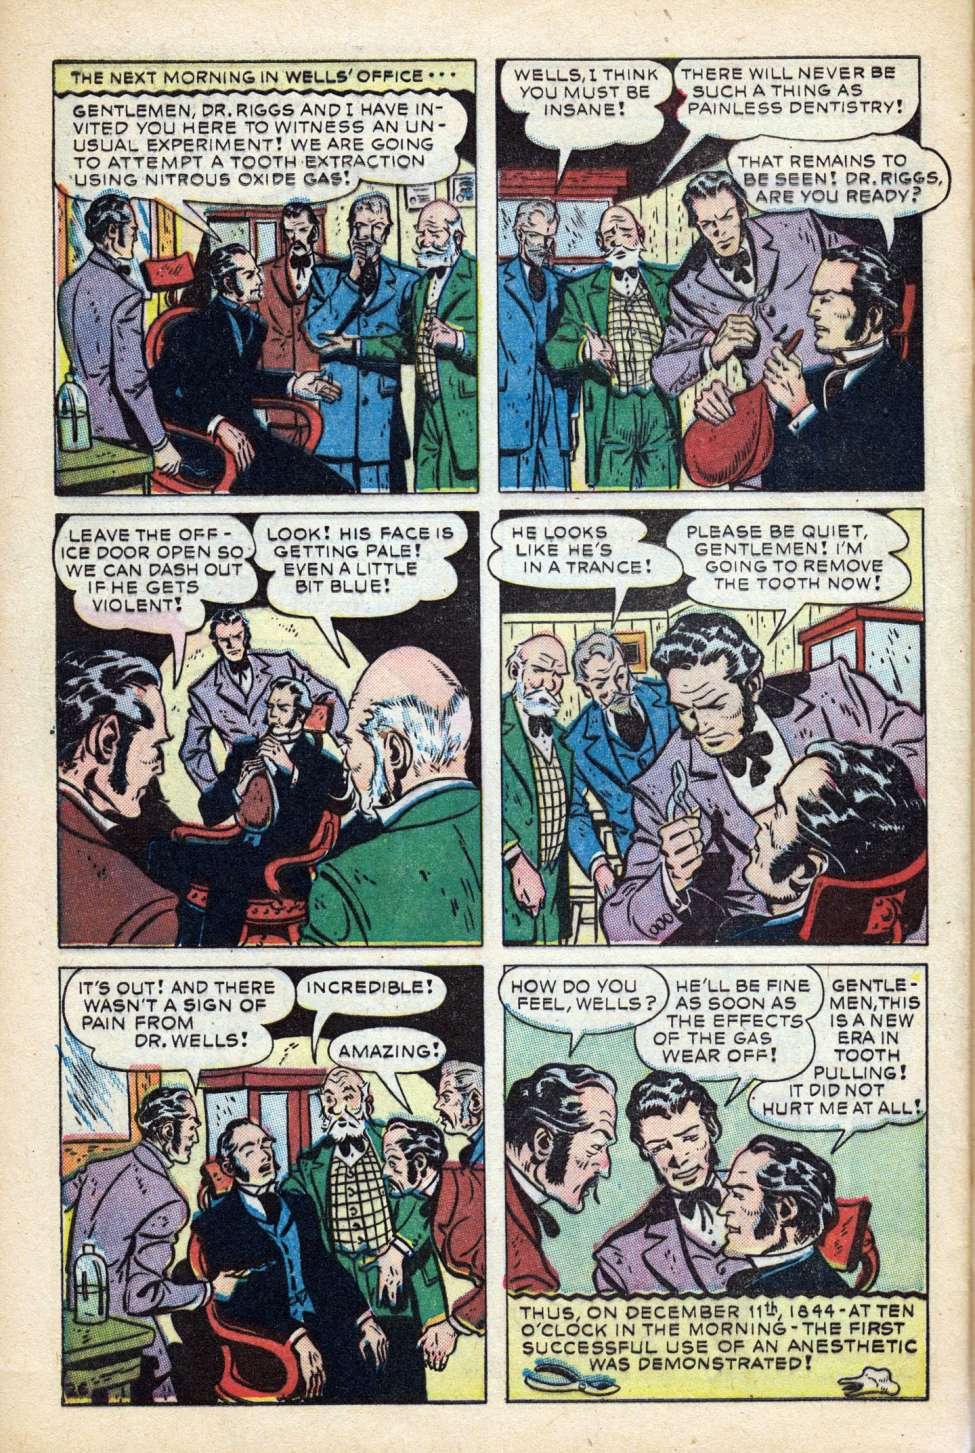 THE NEXT MORNING IN WELLS' OFFICE ...
GENTLEMEN, DR. RIGGS AND I HAVE IN-
VITED YOU HERE TO WITNESS AN UN-
USUAL EXPERIMENT! WE ARE GOING
TO ATTEMPT A TOOTH EXTRACTION
USING NITROUS OXIDE GAS!
WELLS, I THINK
YOU MUST BE
INSANE!
THERE WILL NEVER BE
SUCH A THING AS
PAINLESS DENTISTRY!
THAT REMAINS TO
BE SEEN! DR. RIGGS,
ARE YOU READY?
LEAVE THE OFF-
ICE DOOR OPEN SO
WE CAN DASH OUT
IF HE GETS
VIOLENT!
LOOK! HIS FACE IS
GETTING PALE!
EVEN A LITTLE
BIT BLUE!
HE LOOKS
LIKE HE'S
IN A TRANCE!
PLEASE BE QUIET,
GENTLEMEN! I'M
GOING TO REMOVE
THE TOOTH NOW!
IT'S OUT! AND THERE
WASN'T A SIGN OF
PAIN FROM
DR. WELLS!
INCREDIBLE!
AMAZING!
HOW DO YOU
FEEL, WELLS?
HE'LL BE FINE
AS SOON AS
THE EFFECTS
OF THE GAS
WEAR OFF!
GENTLE-
MEN, THIS
IS A NEW
ERA IN
TOOTH
PULLING!
IT DID NOT
HURT ME AT ALL!
THUS, ON DECEMBER 11th, 1844 - AT TEN
O'CLOCK IN THE MORNING - THE FIRST
SUCCESSFUL USE OF AN ANESTHETIC
WAS DEMONSTRATED!